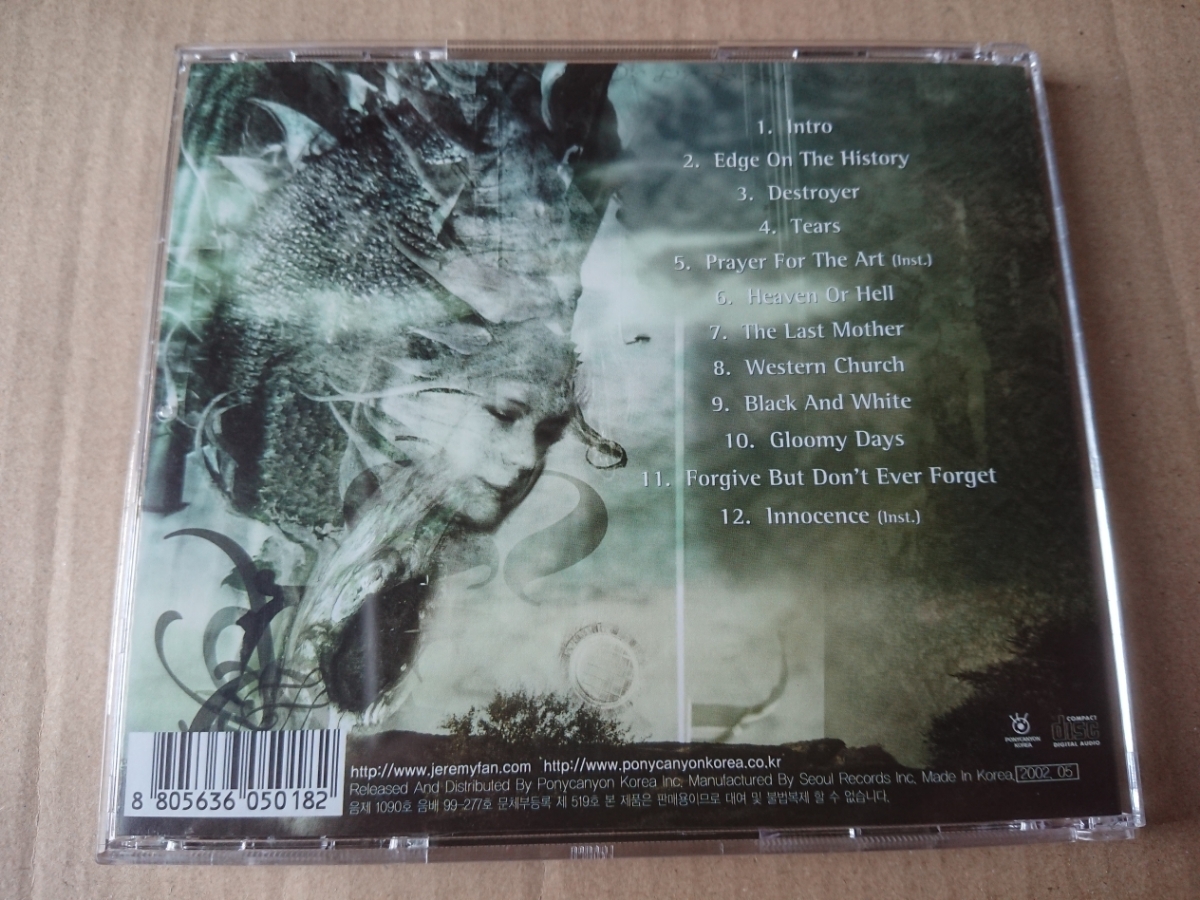 1. Intro
2. Edge On The History
3. Destroyer
4. Tears
5. Prayer For The Art (Inst.)
6. Heaven Or Hell
7. The Last Mother
8. Western Church
9. Black And White
10. Gloomy Days
11. Forgive But Don't Ever Forget
12. Innocence (Inst.)
PONYCANYON
KOREA
COMPACT
disc
DIGITAL AUDIO
http://www.jeremyfan.com http://www.ponycanyonkorea.co.kr
Released And Distributed By Ponycanyon Korea Inc, Manufactured By Seoul Records Inc, Made In Korea, 2002. 05
음제 1090호 음배 99-277호 문체부등록 제 519호 본 제품은 판매용이므로 대여 및 불법복제 할 수 없습니다.
8 805636 050182